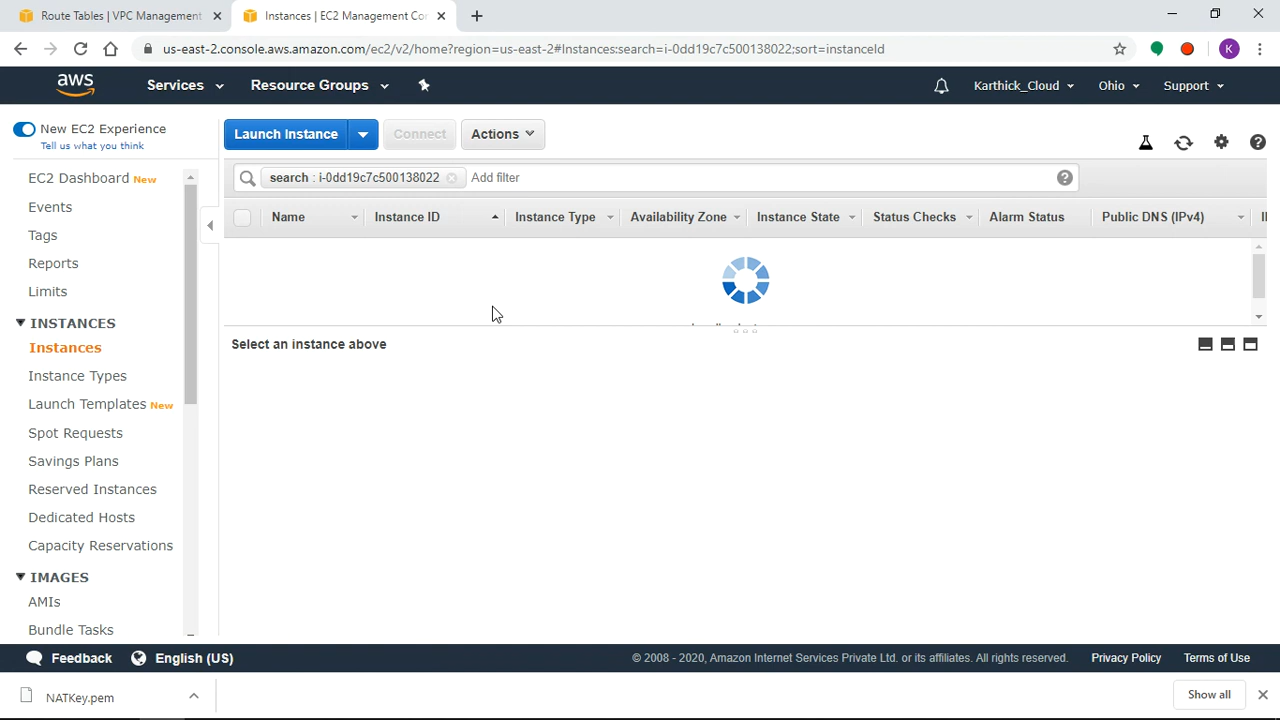 Route Tables | VPC Management
Instances | EC2 Management Cor
us-east-2.console.aws.amazon.com/ec2/v2/home?region=us-east-2#Instances:search=i-0dd19c7c500138022;sort=instanceId
K
aws
Services
Resource Groups
Karthick_Cloud
Ohio
Support
New EC2 Experience
Tell us what you think
Launch Instance
Connect
Actions
search : i-0dd19c7c500138022
Add filter
Name
Instance ID
Instance Type
Availability Zone
Instance State
Status Checks
Alarm Status
Public DNS (IPv4)
Select an instance above
EC2 Dashboard New
Events
Tags
Reports
Limits
INSTANCES
Instances
Instance Types
Launch Templates New
Spot Requests
Savings Plans
Reserved Instances
Dedicated Hosts
Capacity Reservations
IMAGES
AMIs
Bundle Tasks
Feedback
English (US)
© 2008 - 2020, Amazon Internet Services Private Ltd. or its affiliates. All rights reserved.
Privacy Policy
Terms of Use
NATKey.pem
Show all